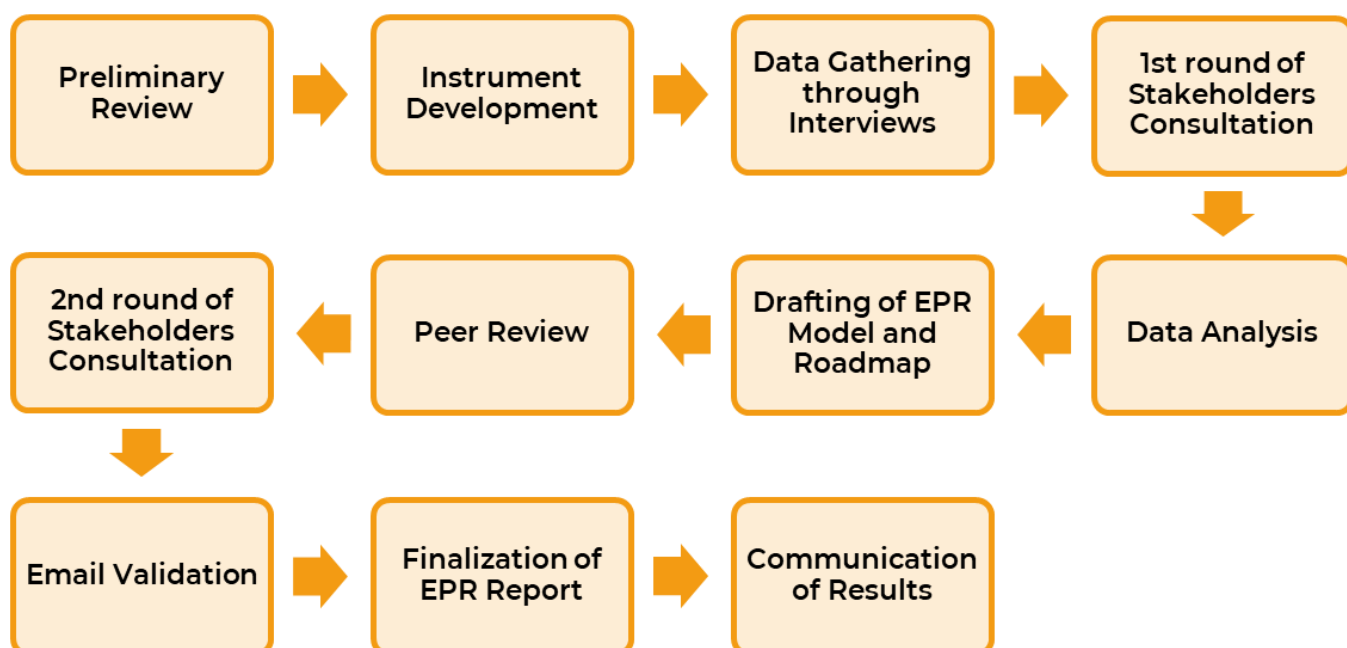 Preliminary
Review
Instrument
Development
Data Gathering
through
Interviews
1st round of
Stakeholders
Consultation
2nd round of
Stakeholders
Consultation
Peer Review
Drafting of EPR
Model and
Roadmap
Data Analysis
Email Validation
Finalization of
EPR Report
Communication
of Results